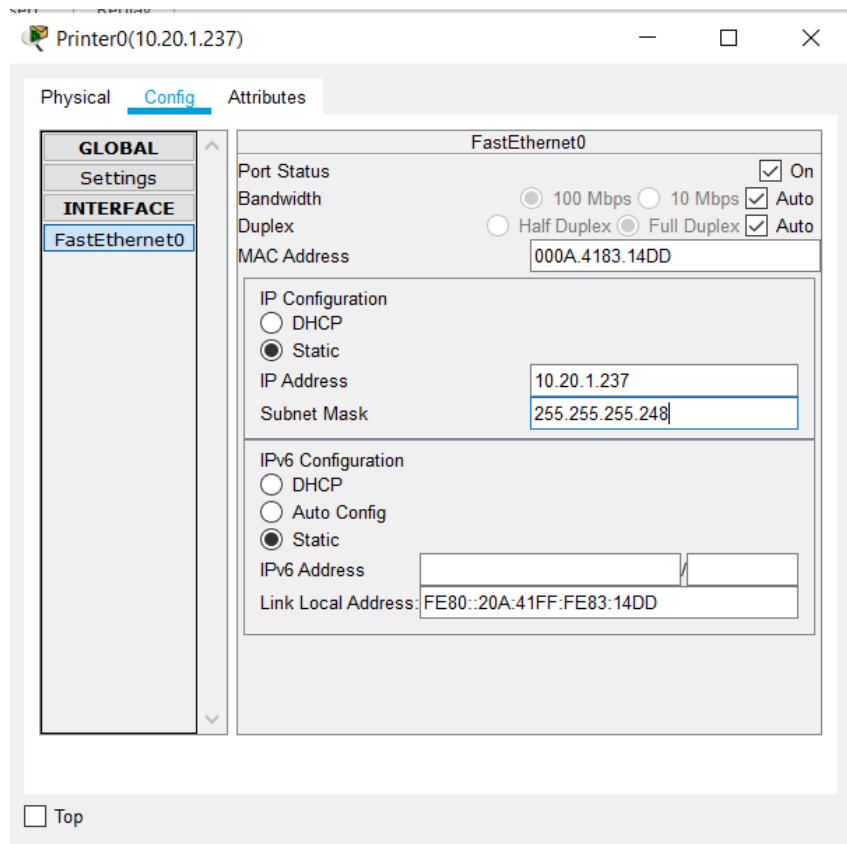 Printer0(10.20.1.237)
Physical Config Attributes
GLOBAL
Settings
INTERFACE
FastEthernet0
FastEthernet0
Port Status On
Bandwidth 100 Mbps 10 Mbps Auto
Duplex Half Duplex Full Duplex Auto
MAC Address 000A.4183.14DD
IP Configuration
DHCP
Static
IP Address 10.20.1.237
Subnet Mask 255.255.255.248
IPv6 Configuration
DHCP
Auto Config
Static
IPv6 Address /
Link Local Address: FE80::20A:41FF:FE83:14DD
Top